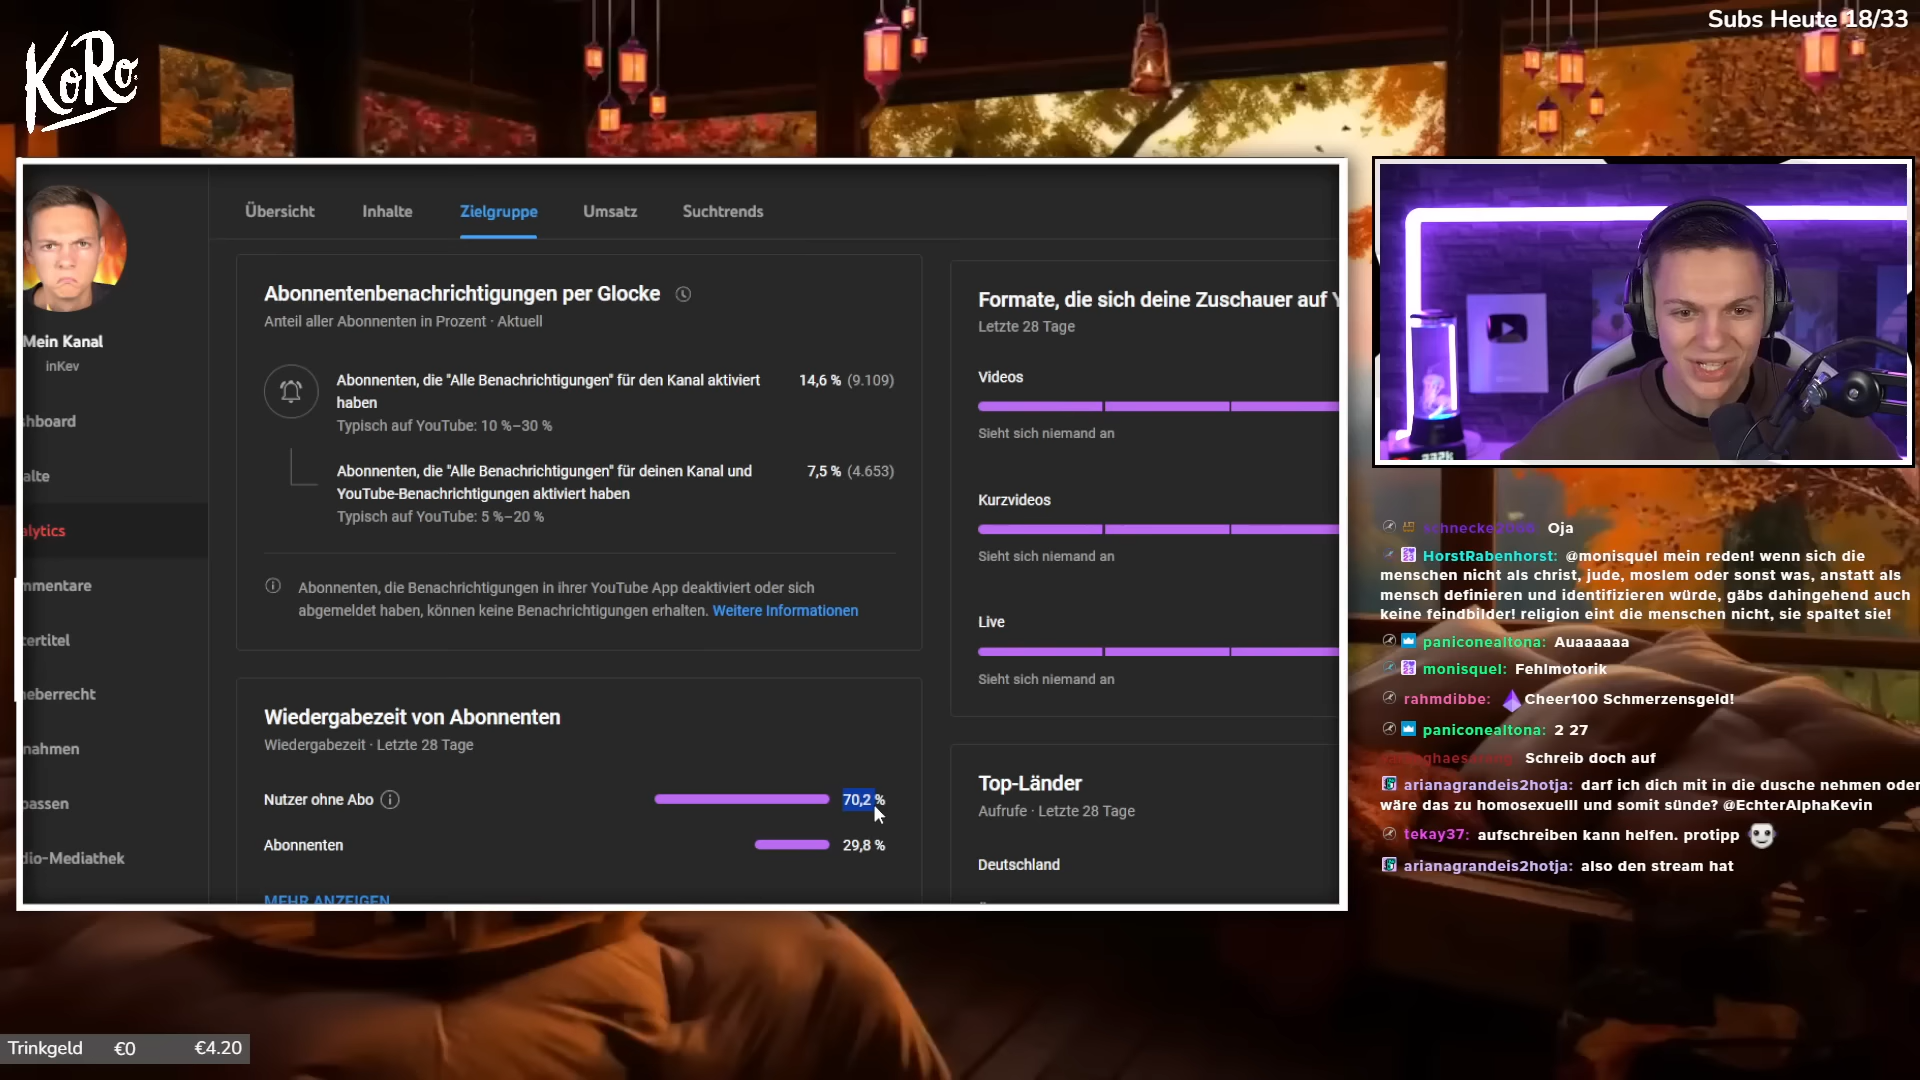 Subs Heute 18/33
KoRo
Übersicht Inhalte Zielgruppe Umsatz Suchtrends
Abonnentenbenachrichtigungen per Glocke
Anteil aller Abonnenten in Prozent · Aktuell
Abonnenten, die "Alle Benachrichtigungen" für den Kanal aktiviert 14,6 % (9.109)
haben
Typisch auf YouTube: 10 %–30 %
Abonnenten, die "Alle Benachrichtigungen" für deinen Kanal und 7,5 % (4.653)
YouTube-Benachrichtigungen aktiviert haben
Typisch auf YouTube: 5 %–20 %
Abonnenten, die Benachrichtigungen in ihrer YouTube App deaktiviert oder sich
abgemeldet haben, können keine Benachrichtigungen erhalten. Weitere Informationen
Wiedergabezeit von Abonnenten
Wiedergabezeit · Letzte 28 Tage
Nutzer ohne Abo 70,2 %
Abonnenten 29,8 %
MEHR ANZEIGEN
Formate, die sich deine Zuschauer auf
Letzte 28 Tage
Videos
Sieht sich niemand an
Kurzvideos
Sieht sich niemand an
Live
Sieht sich niemand an
Top-Länder
Aufrufe · Letzte 28 Tage
Deutschland
Mein Kanal
inKev
hboard
alte
alytics
mmentare
tertitel
eberrecht
nahmen
passen
dio-Mediathek
232k
Oja
HorstRabenhorst: @monisquel mein reden! wenn sich die
menschen nicht als christ, jude, moslem oder sonst was, anstatt als
mensch definieren und identifizieren würde, gäbs dahingehend auch
keine feindbilder! religion eint die menschen nicht, sie spaltet sie!
paniconealtona: Auaaaaaa
monisquel: Fehlmotorik
rahmdibbe: Cheer100 Schmerzensgeld!
paniconealtona: 2 27
Schreib doch auf
arianagrandeis2hotja: darf ich dich mit in die dusche nehmen oder
wäre das zu homosexuelll und somit sünde? @EchterAlphaKevin
tekay37: aufschreiben kann helfen. protipp
arianagrandeis2hotja: also den stream hat
Trinkgeld €0 €4.20